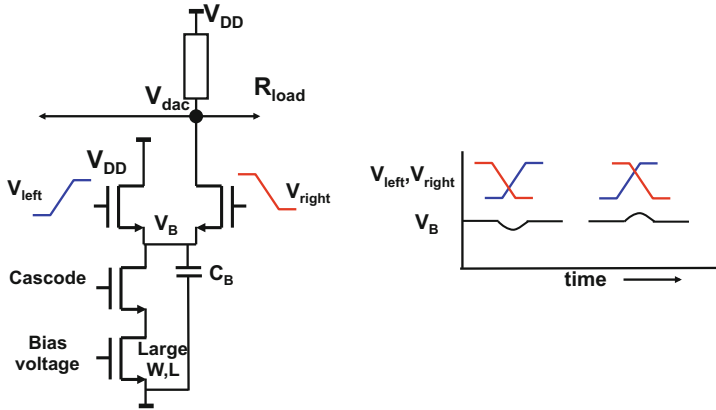 VDD
Vdac
Rload
VDD
Vleft
Vright
VB
CB
Cascode
Bias
voltage
Large
W,L
Vleft,Vright
VB
time